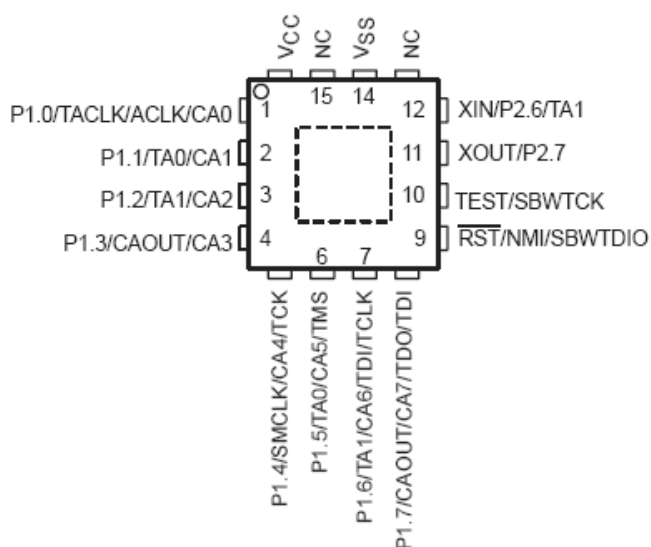 VCC
NC
VSS
NC
15
14
P1.0/TACLK/ACLK/CA0
1
12
XIN/P2.6/TA1
P1.1/TA0/CA1
2
11
XOUT/P2.7
P1.2/TA1/CA2
3
10
TEST/SBWTCK
P1.3/CAOUT/CA3
4
9
RST/NMI/SBWTDIO
6
7
P1.4/SMCLK/CA4/TCK
P1.5/TA0/CA5/TMS
P1.6/TA1/CA6/TDI/TCLK
P1.7/CAOUT/CA7/TDO/TDI